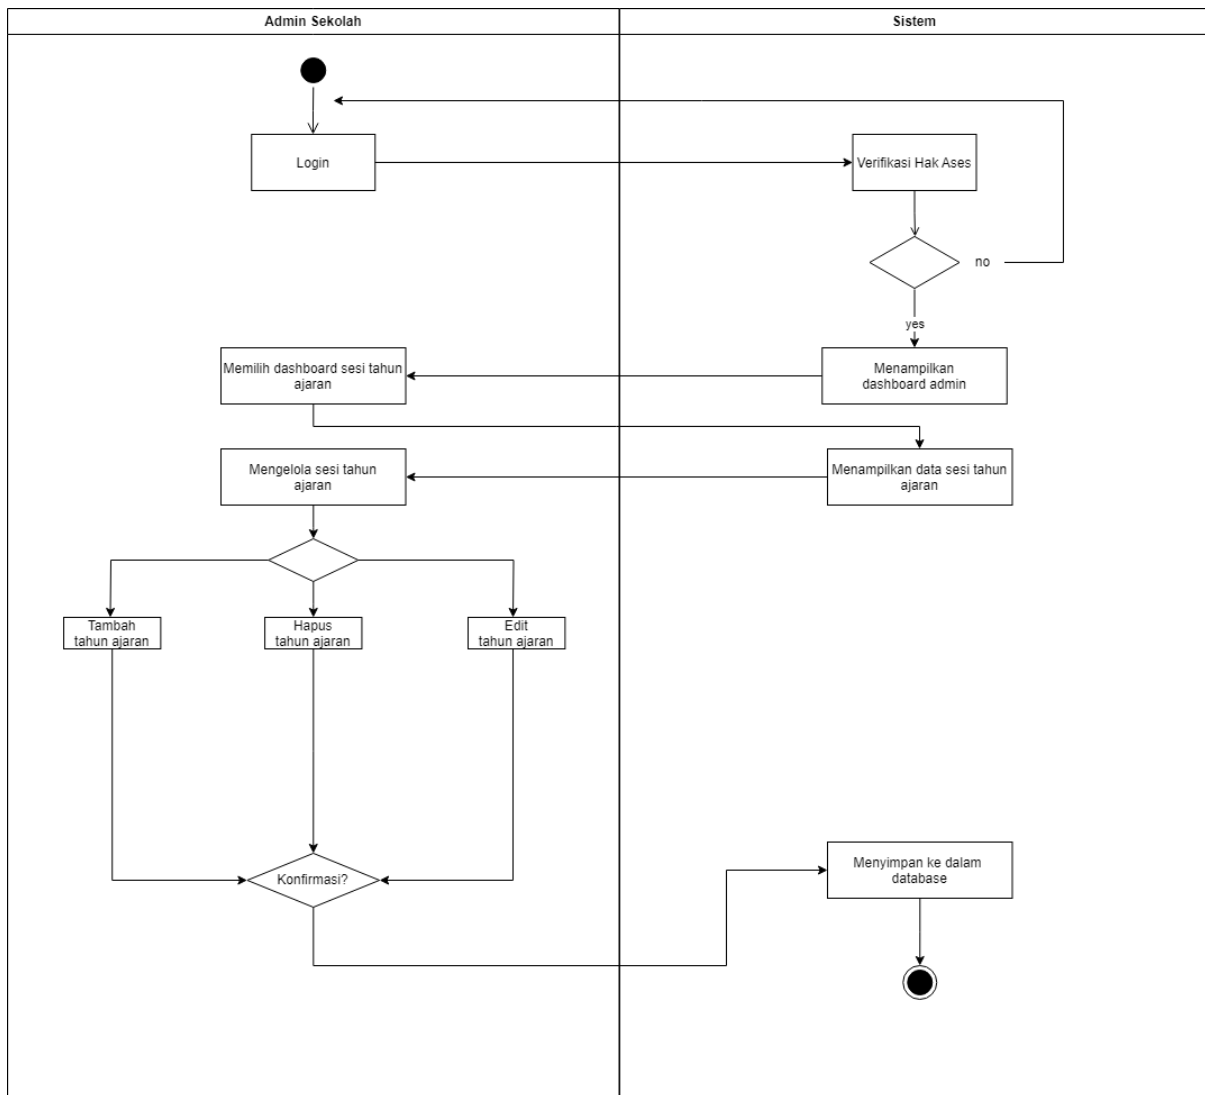 Admin Sekolah
Sistem
Login
Verifikasi Hak Ases
no
yes
Memilih dashboard sesi tahun
ajaran
Menampilkan
dashboard admin
Mengelola sesi tahun
ajaran
Menampilkan data sesi tahun
ajaran
Tambah
tahun ajaran
Hapus
tahun ajaran
Edit
tahun ajaran
Konfirmasi?
Menyimpan ke dalam
database